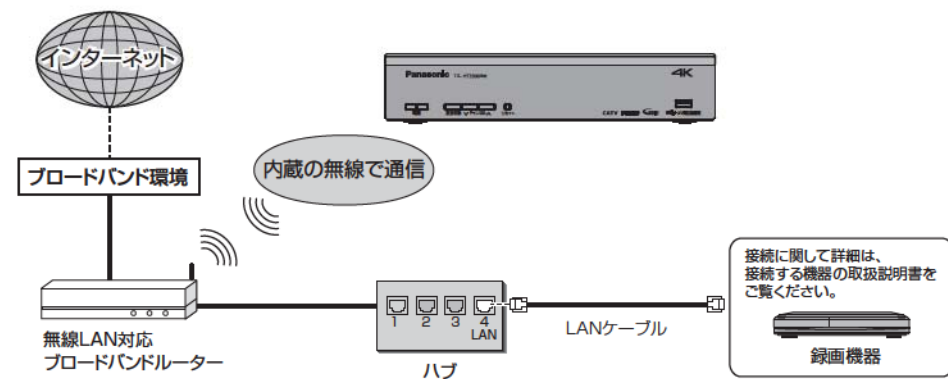 インターネット
Panasonic
4K
CATV
ブロードバンド環境
内蔵の無線で通信
接続に関して詳細は、
接続する機器の取扱説明書を
ご覧ください。
録画機器
1 2 3 4
LAN
LANケーブル
無線LAN対応
ブロードバンドルーター
ハブ